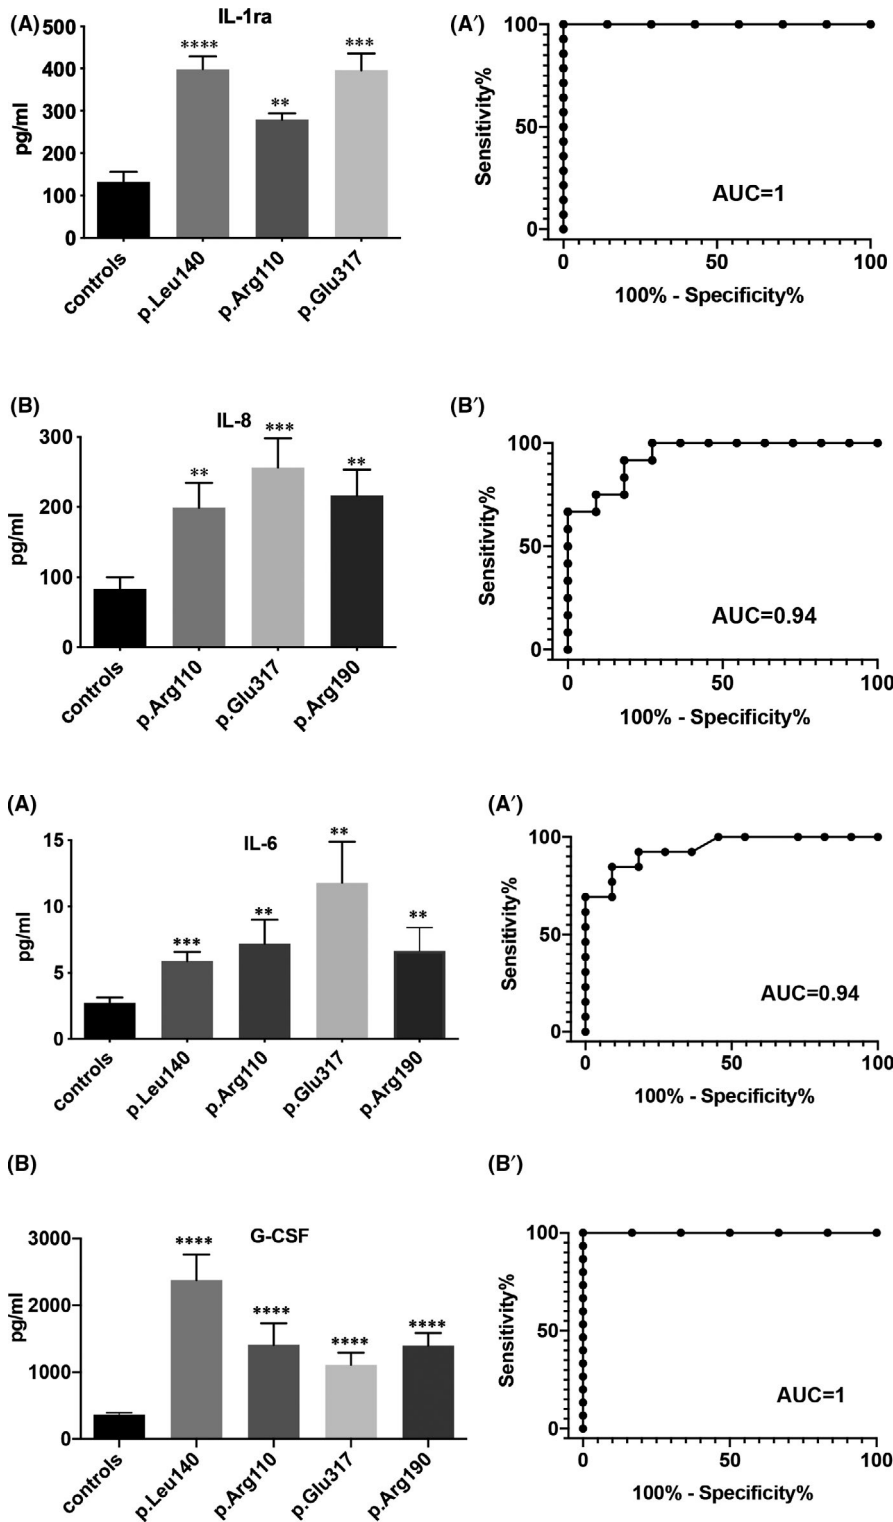 (A)
IL-1ra
pg/ml
500
400
300
200
100
0
****
**
***
controls
p.Leu140
p.Arg110
p.Glu317
(A′)
Sensitivity%
100
50
0
AUC=1
0
50
100
100% - Specificity%
(B)
IL-8
pg/ml
300
200
100
0
**
***
**
controls
p.Arg110
p.Glu317
p.Arg190
(B′)
Sensitivity%
100
50
0
AUC=0.94
0
50
100
100% - Specificity%
(A)
IL-6
pg/ml
15
10
5
0
***
**
**
**
controls
p.Leu140
p.Arg110
p.Glu317
p.Arg190
(A′)
Sensitivity%
100
50
0
AUC=0.94
0
50
100
100% - Specificity%
(B)
G-CSF
pg/ml
3000
2000
1000
0
****
****
****
****
controls
p.Leu140
p.Arg110
p.Glu317
p.Arg190
(B′)
Sensitivity%
100
50
0
AUC=1
0
50
100
100% - Specificity%